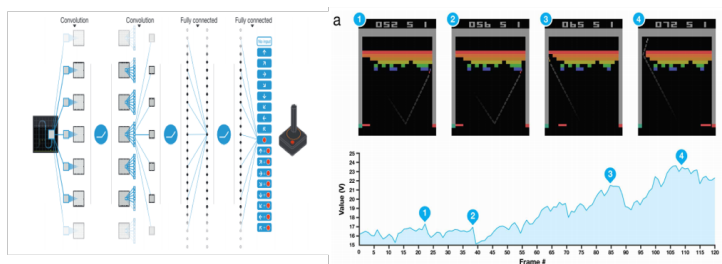 Convolution Convolution Fully connected Fully connected
No input
a
1 2 3 4
052 5 1 056 5 1 065 5 1 072 5 1
Value (V)
25
24
23
22
21
20
19
18
17
16
15
1 2 3 4
0 5 10 15 20 25 30 35 40 45 50 55 60 65 70 75 80 85 90 95 100 105 110 115 120
Frame #